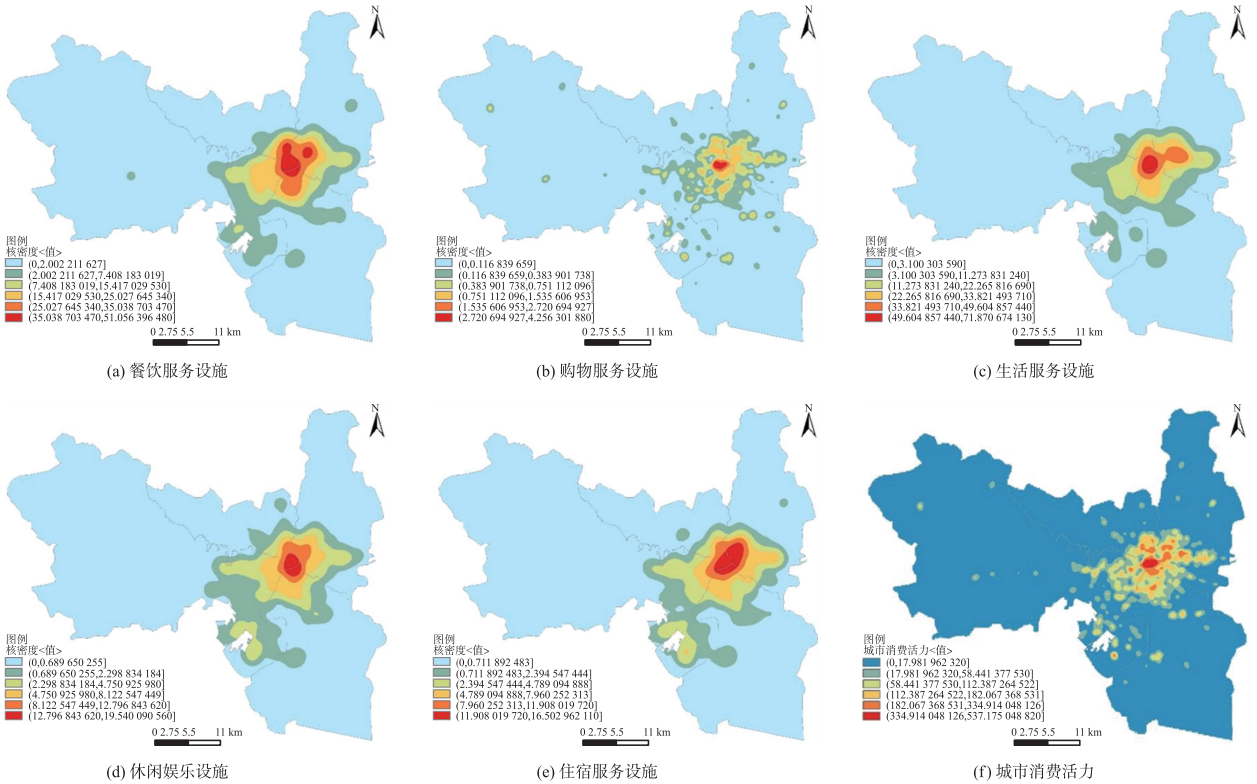 N
图例
核密度<值>
(0,2.002 211 627]
(2.002 211 627,7.408 183 019]
(7.408 183 019,15.417 029 530]
(15.417 029 530,25.027 645 340]
(25.027 645 340,35.038 703 470]
(35.038 703 470,51.056 396 480]
0 2.75 5.5 11 km
(a) 餐饮服务设施
N
图例
核密度<值>
(0,0.116 839 659]
(0.116 839 659,0.383 901 738]
(0.383 901 738,0.751 112 096]
(0.751 112 096,1.535 606 953]
(1.535 606 953,2.720 694 927]
(2.720 694 927,4.256 301 880]
0 2.75 5.5 11 km
(b) 购物服务设施
N
图例
核密度<值>
(0,3.100 303 590]
(3.100 303 590,11.273 831 240]
(11.273 831 240,22.265 816 690]
(22.265 816 690,33.821 493 710]
(33.821 493 710,49.604 857 440]
(49.604 857 440,71.870 674 130]
0 2.75 5.5 11 km
(c) 生活服务设施
N
图例
核密度<值>
(0,0.689 650 255]
(0.689 650 255,2.298 834 184]
(2.298 834 184,4.750 925 980]
(4.750 925 980,8.122 547 449]
(8.122 547 449,12.796 843 620]
(12.796 843 620,19.540 090 560]
0 2.75 5.5 11 km
(d) 休闲娱乐设施
N
图例
核密度<值>
(0,0.711 892 483]
(0.711 892 483,2.394 547 444]
(2.394 547 444,4.789 094 888]
(4.789 094 888,7.960 252 313]
(7.960 252 313,11.908 019 720]
(11.908 019 720,16.502 962 110]
0 2.75 5.5 11 km
(e) 住宿服务设施
N
图例
城市消费活力<值>
(0,17.981 962 320]
(17.981 962 320,58.441 377 530]
(58.441 377 530,112.387 264 522]
(112.387 264 522,182.067 368 531]
(182.067 368 531,334.914 048 126]
(334.914 048 126,537.175 048 820]
0 2.75 5.5 11 km
(f) 城市消费活力